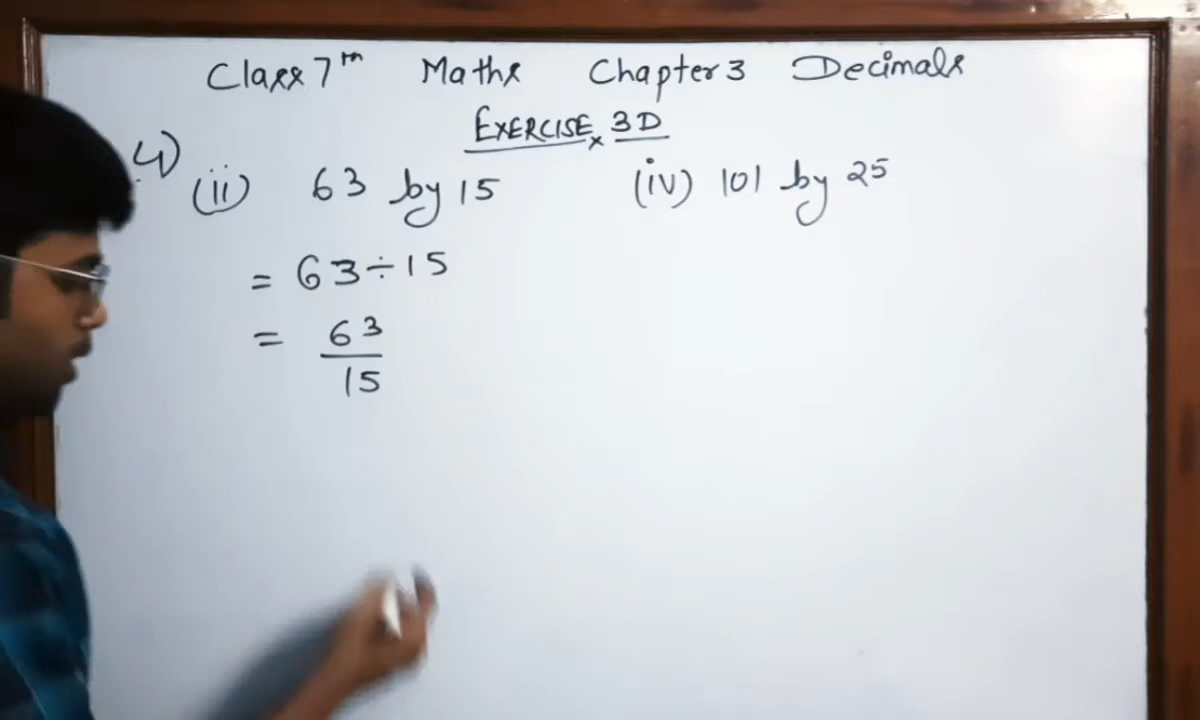 Class 7th Maths Chapter 3 Decimals
EXERCISE 3D
4) (ii) 63 by 15 (iv) 101 by 25
= 63 ÷ 15
= 63/15